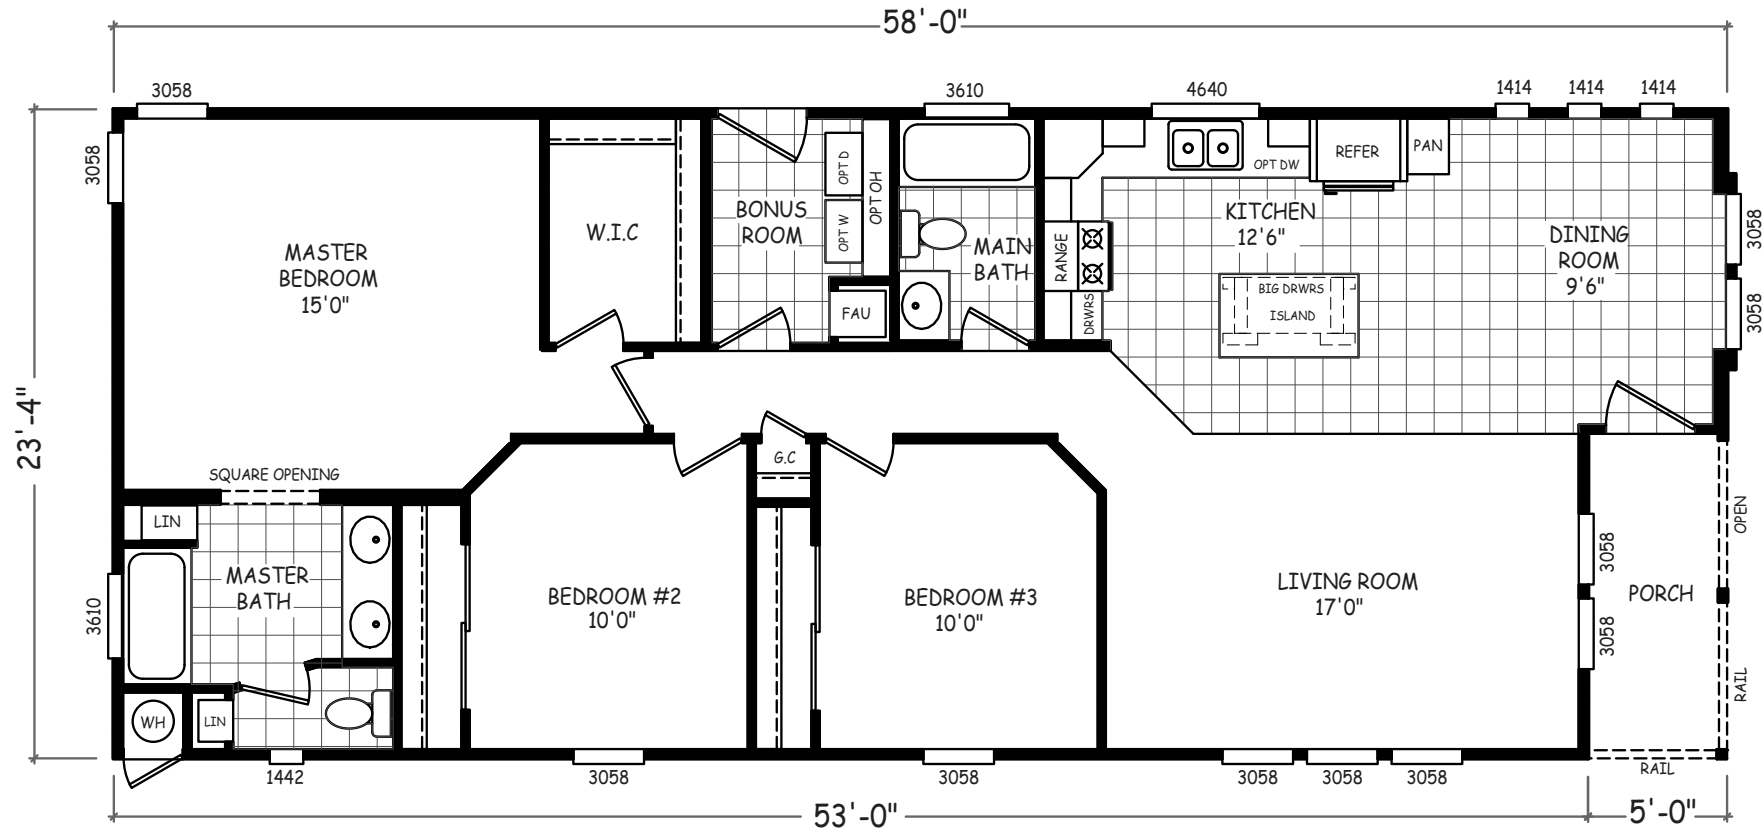 58'-0"
3058
3610
4640
1414
1414
1414
3058
MASTER
BEDROOM
15'0"
W.I.C
BONUS
ROOM
OPT D
OPT W
OPT OH
FAU
MAIN
BATH
RANGE
DRWRS
OPT DW
REFER
PAN
KITCHEN
12'6"
BIG DRWRS
ISLAND
DINING
ROOM
9'6"
3058
3058
23'-4"
SQUARE OPENING
LIN
MASTER
BATH
3610
WH
LIN
G.C
BEDROOM #2
10'0"
BEDROOM #3
10'0"
LIVING ROOM
17'0"
3058
3058
PORCH
OPEN
RAIL
RAIL
1442
3058
3058
3058
3058
3058
53'-0"
5'-0"